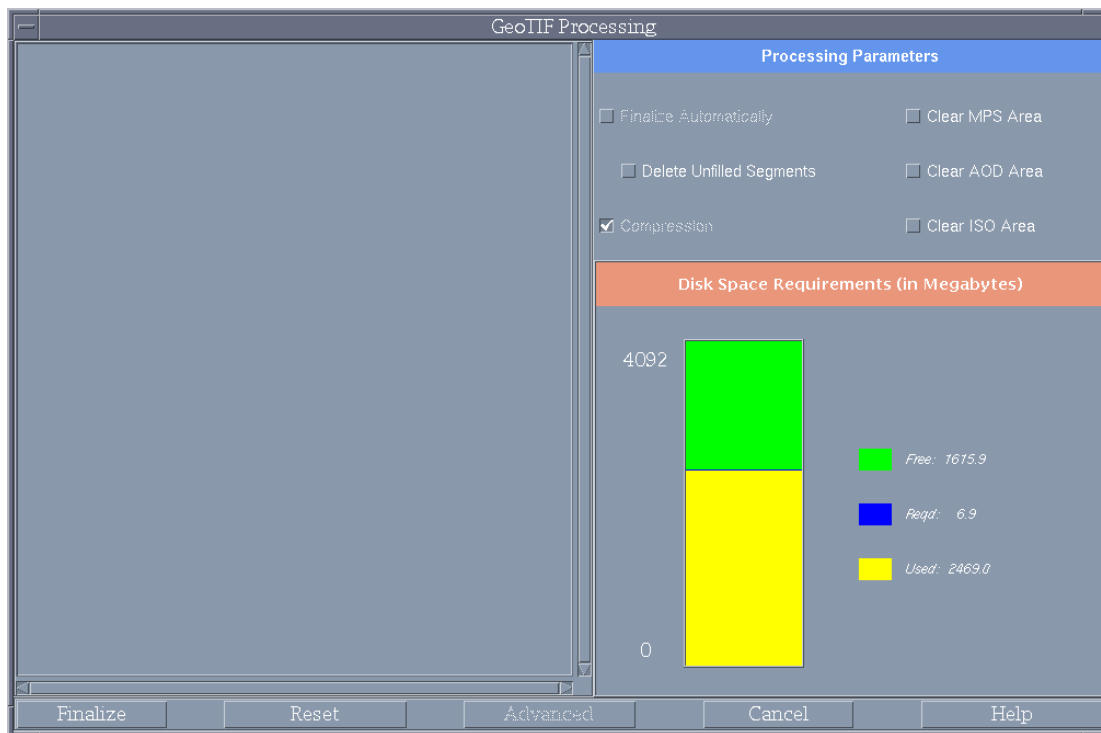 GeoTIF Processing
Processing Parameters
Finalize Automatically
Clear MPS Area
Delete Unfilled Segments
Clear AOD Area
Compression
Clear ISO Area
Disk Space Requirements (in Megabytes)
4092
Free: 1615.9
Reqd: 6.9
Used: 2469.0
0
Finalize
Reset
Advanced
Cancel
Help